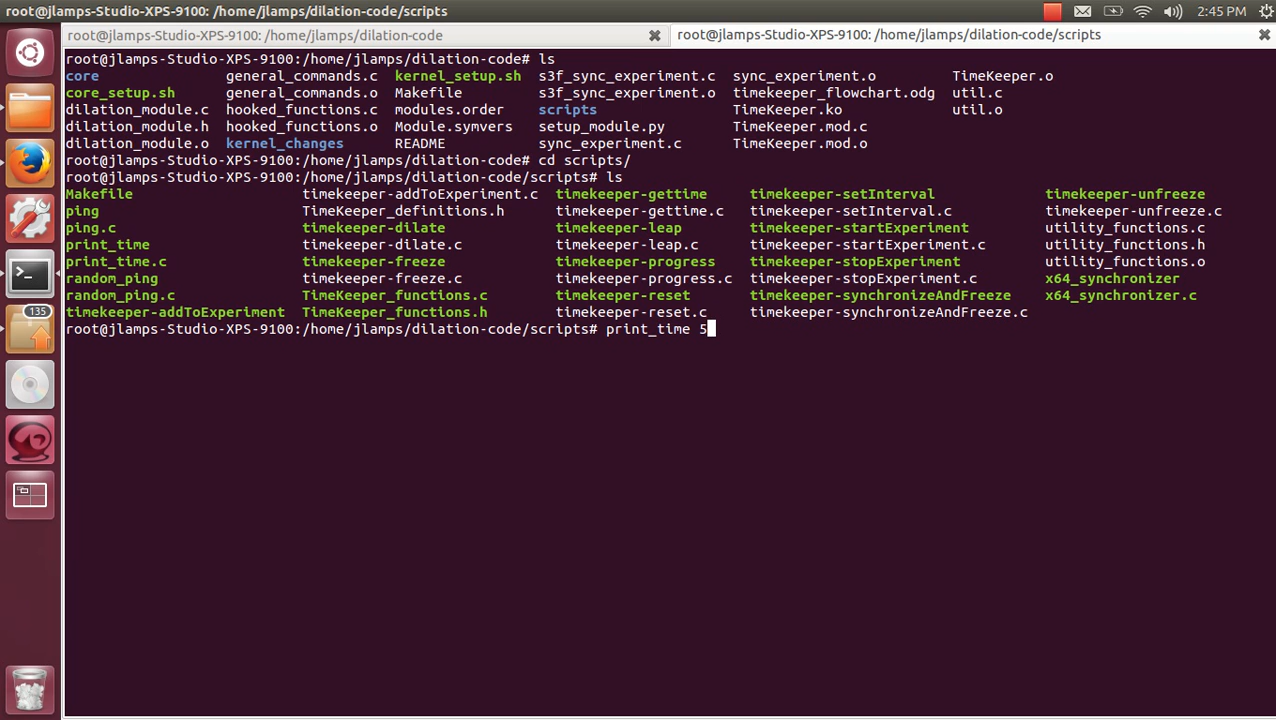 root@jlamps-Studio-XPS-9100: /home/jlamps/dilation-code/scripts 2:45 PM
root@jlamps-Studio-XPS-9100: /home/jlamps/dilation-code root@jlamps-Studio-XPS-9100: /home/jlamps/dilation-code/scripts
root@jlamps-Studio-XPS-9100:/home/jlamps/dilation-code# ls
core general_commands.c kernel_setup.sh s3f_sync_experiment.c sync_experiment.o TimeKeeper.o
core_setup.sh general_commands.o Makefile s3f_sync_experiment.o timekeeper_flowchart.odg util.c
dilation_module.c hooked_functions.c modules.order scripts TimeKeeper.ko util.o
dilation_module.h hooked_functions.o Module.symvers setup_module.py TimeKeeper.mod.c
dilation_module.o kernel_changes README sync_experiment.c TimeKeeper.mod.o
root@jlamps-Studio-XPS-9100:/home/jlamps/dilation-code# cd scripts/
root@jlamps-Studio-XPS-9100:/home/jlamps/dilation-code/scripts# ls
Makefile timekeeper-addToExperiment.c timekeeper-gettime timekeeper-setInterval timekeeper-unfreeze
ping TimeKeeper_definitions.h timekeeper-gettime.c timekeeper-setInterval.c timekeeper-unfreeze.c
ping.c timekeeper-dilate timekeeper-leap timekeeper-startExperiment utility_functions.c
print_time timekeeper-dilate.c timekeeper-leap.c timekeeper-startExperiment.c utility_functions.h
print_time.c timekeeper-freeze timekeeper-progress timekeeper-stopExperiment utility_functions.o
random_ping timekeeper-freeze.c timekeeper-progress.c timekeeper-stopExperiment.c x64_synchronizer
random_ping.c TimeKeeper_functions.c timekeeper-reset timekeeper-synchronizeAndFreeze x64_synchronizer.c
timekeeper-addToExperiment TimeKeeper_functions.h timekeeper-reset.c timekeeper-synchronizeAndFreeze.c
root@jlamps-Studio-XPS-9100:/home/jlamps/dilation-code/scripts# print_time 5
135